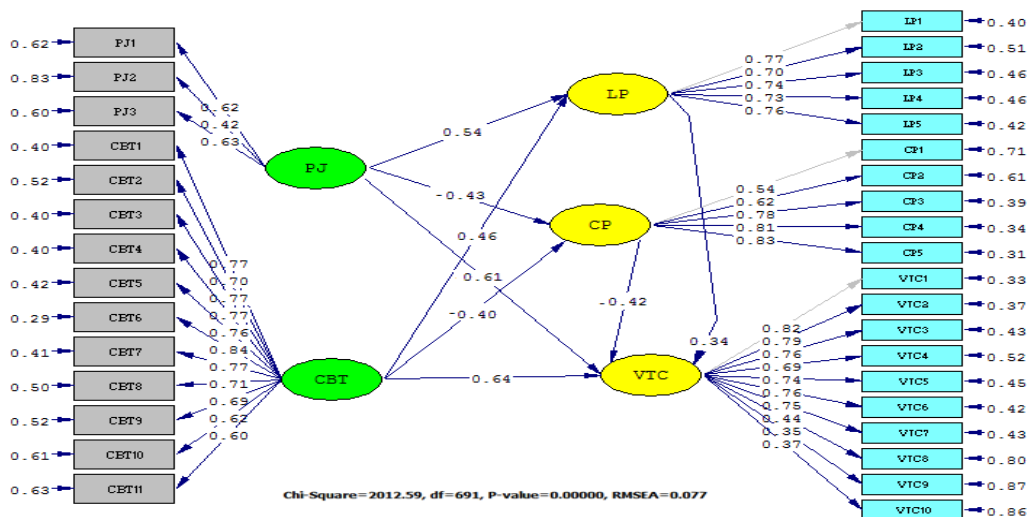 0.62 PJ1
0.83 PJ2
0.60 PJ3
0.40 CBT1
0.52 CBT2
0.40 CBT3
0.40 CBT4
0.42 CBT5
0.29 CBT6
0.41 CBT7
0.50 CBT8
0.52 CBT9
0.61 CBT10
0.63 CBT11
0.62
0.42
0.63
0.77
0.70
0.77
0.77
0.76
0.84
0.77
0.71
0.69
0.62
0.60
PJ
CBT
0.54
-0.43
0.46
0.61
-0.40
0.64
LP
CP
VTC
-0.42
0.34
0.77
0.70
0.74
0.73
0.76
0.54
0.62
0.78
0.81
0.83
0.82
0.79
0.76
0.69
0.74
0.76
0.75
0.44
0.35
0.37
LP1 0.40
LP2 0.51
LP3 0.46
LP4 0.46
LP5 0.42
CP1 0.71
CP2 0.61
CP3 0.39
CP4 0.34
CP5 0.31
VTC1 0.33
VTC2 0.37
VTC3 0.43
VTC4 0.52
VTC5 0.45
VTC6 0.42
VTC7 0.43
VTC8 0.80
VTC9 0.87
VTC10 0.86
Chi-Square=2012.59, df=691, P-value=0.00000, RMSEA=0.077